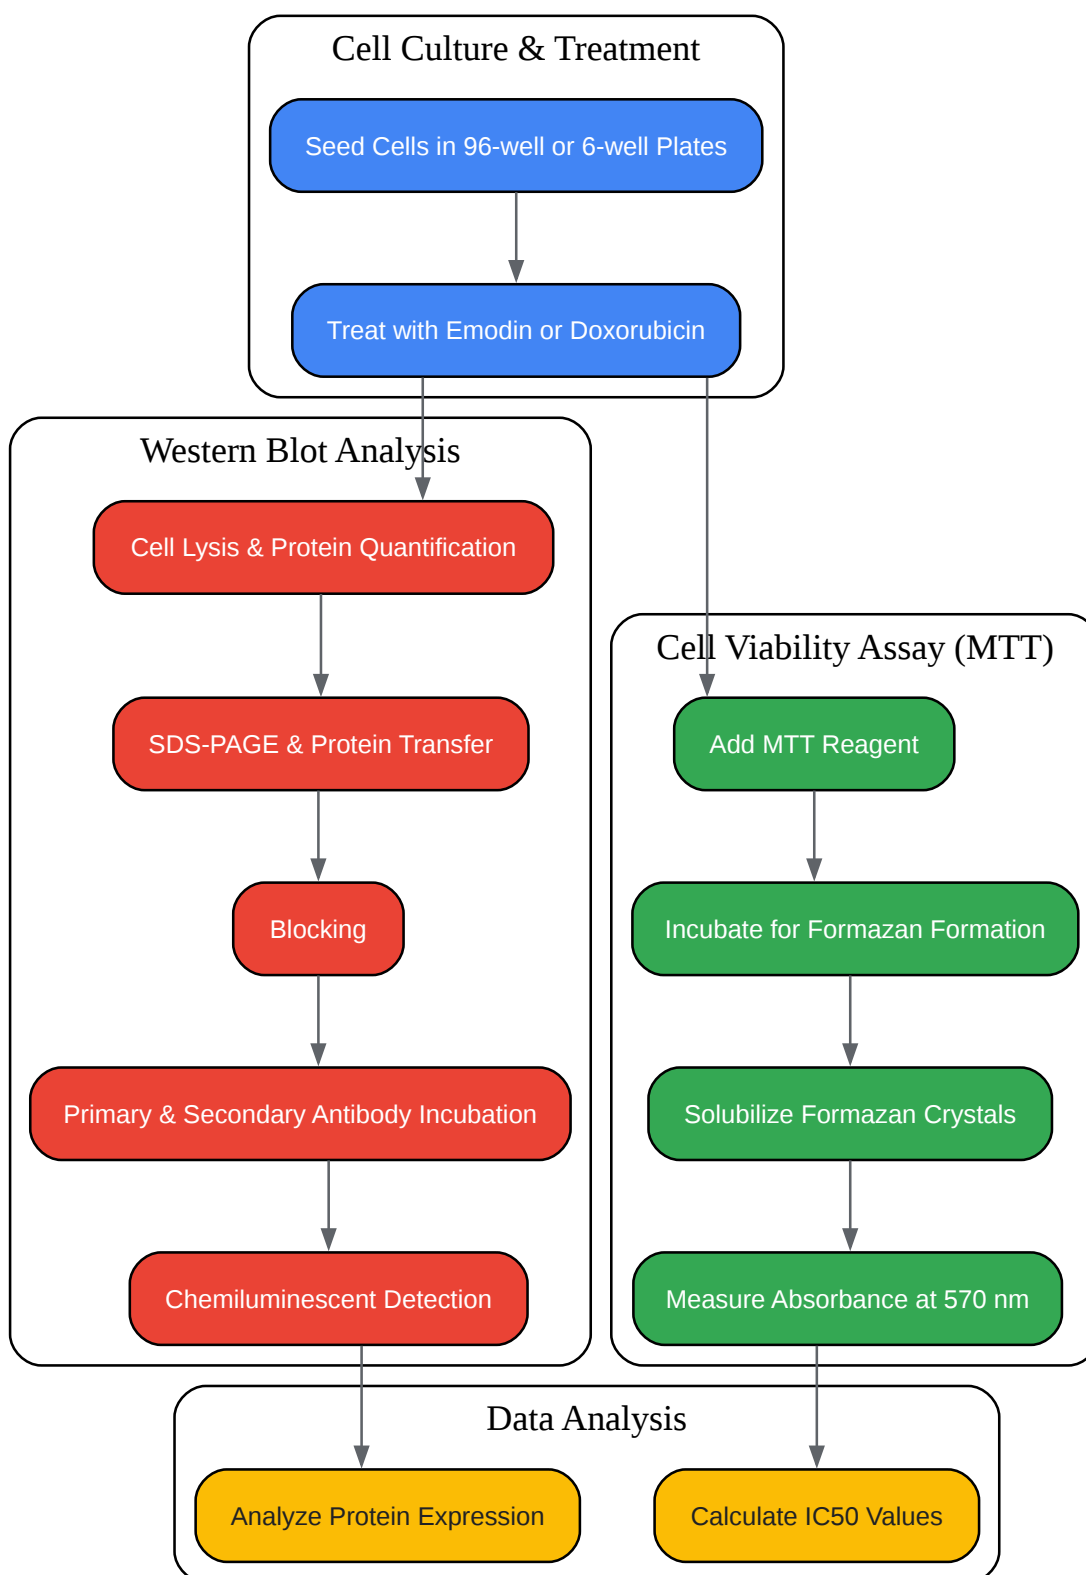 Cell Culture & Treatment
Seed Cells in 96-well or 6-well Plates
Treat with Emodin or Doxorubicin
Western Blot Analysis
Cell Lysis & Protein Quantification
SDS-PAGE & Protein Transfer
Blocking
Primary & Secondary Antibody Incubation
Chemiluminescent Detection
Cell Viability Assay (MTT)
Add MTT Reagent
Incubate for Formazan Formation
Solubilize Formazan Crystals
Measure Absorbance at 570 nm
Data Analysis
Analyze Protein Expression
Calculate IC50 Values